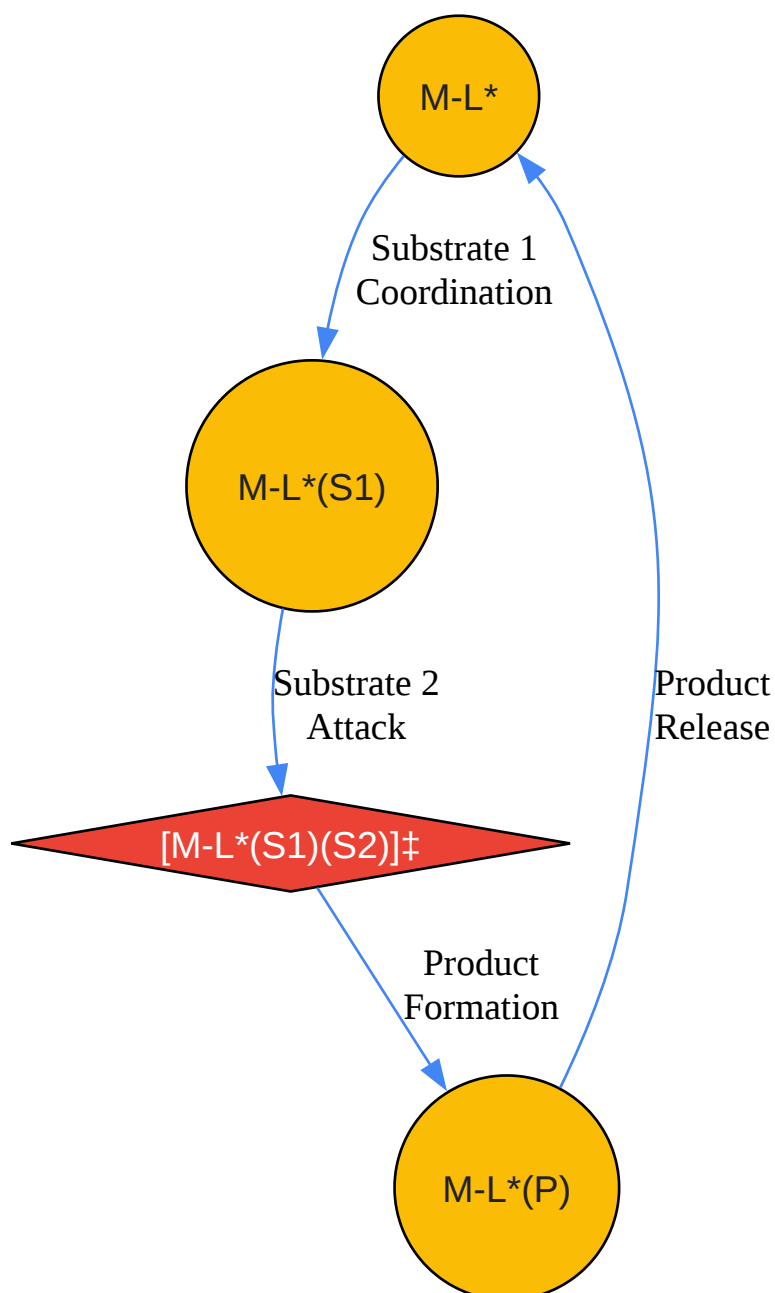 M-L*
Substrate 1
Coordination
M-L*(S1)
Substrate 2
Attack
Product
Release
[M-L*(S1)(S2)]‡
Product
Formation
M-L*(P)